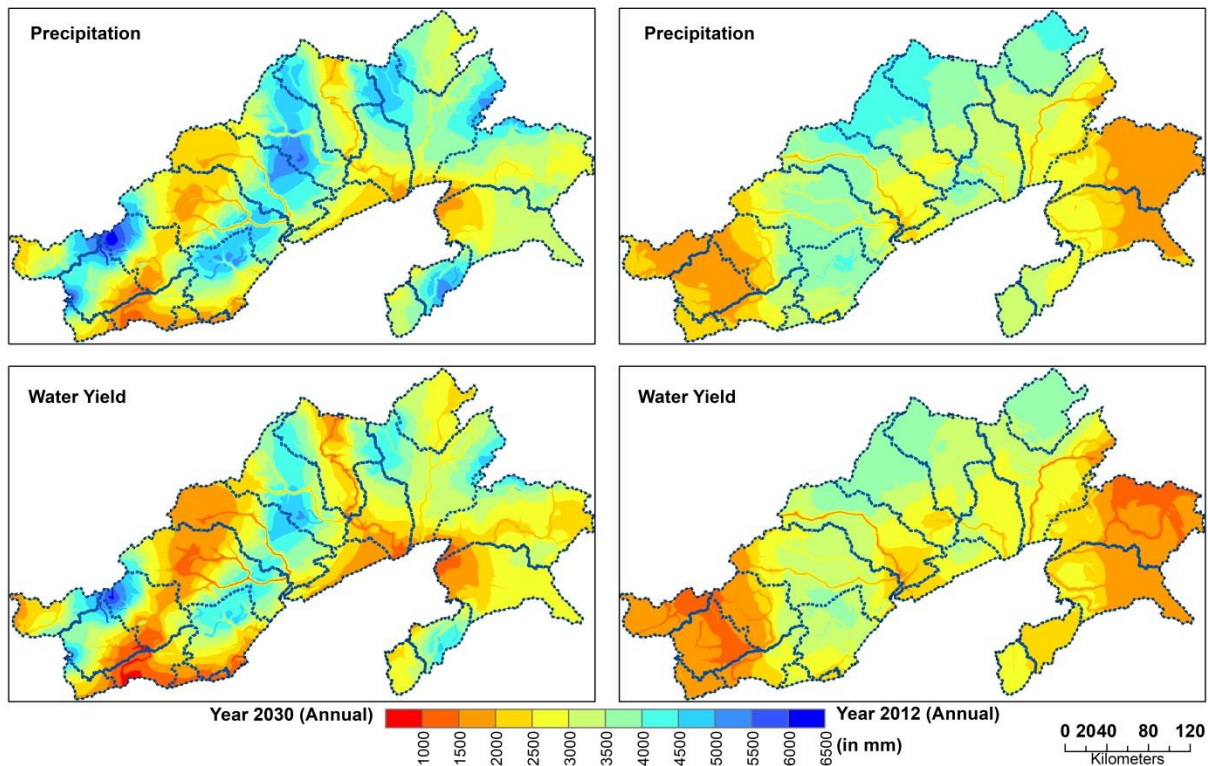 Precipitation
Precipitation
Water Yield
Water Yield
Year 2030 (Annual)
Year 2012 (Annual)
(in mm)
1000
1500
2000
2500
3000
3500
4000
4500
5000
5500
6000
6500
0 2040 80 120
Kilometers